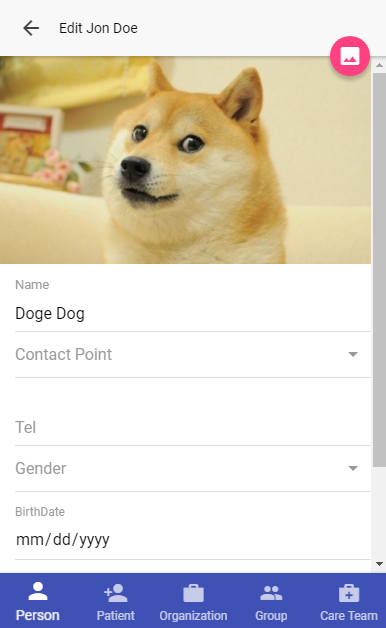 Edit Jon Doe
Name
Doge Dog
Contact Point
Tel
Gender
BirthDate
mm/dd/yyyy
Person
Patient
Organization
Group
Care Team